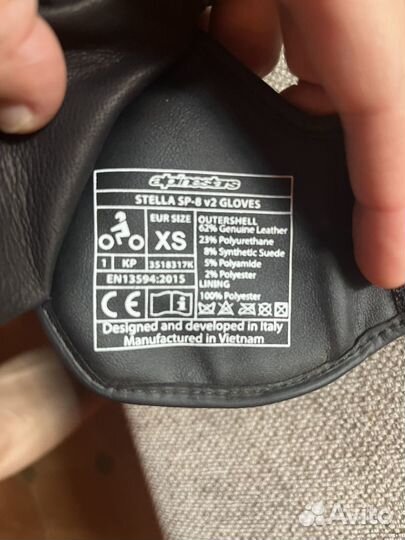 alpinestars
STELLA SP-8 v2 GLOVES
EUR SIZE
XS
1 KP 3518317K
EN13594:2015
OUTERSHELL
62% Genuine Leather
23% Polyurethane
8% Synthetic Suede
5% Polyamide
2% Polyester
LINING
100% Polyester
CE i
Designed and developed in Italy
Manufactured in Vietnam
Avito